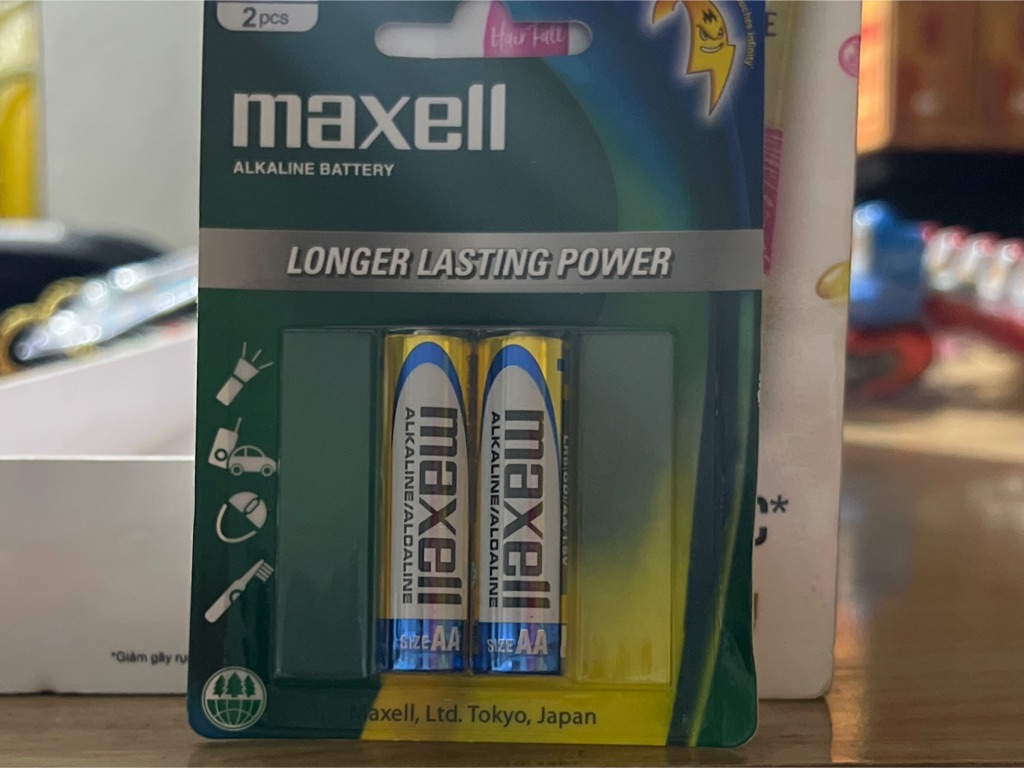 2pcs
Hair Fall
maxell
ALKALINE BATTERY
LONGER LASTING POWER
maxell
ALKALINE/ALCALINE
SIZE AA
maxell
ALKALINE/ALCALINE
SIZE AA
*Giảm gãy rụ
Maxell, Ltd. Tokyo, Japan